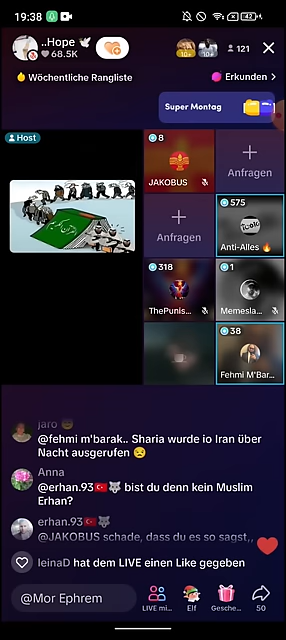 19:38
42
..Hope 🕊
68.5K
10+
10+
121
Wöchentliche Rangliste
Erkunden >
Super Montag
Host
8
JAKOBUS
Anfragen
Anfragen
575
Anti-Alles 🔥
318
ThePunis...
1
Memesla...
38
Fehmi M'Bar...
jaro
@fehmi m'barak.. Sharia wurde io Iran über
Nacht ausgerufen 😒
Anna
@erhan.93🇹🇷🐺 bist du denn kein Muslim
Erhan?
erhan.93🇹🇷🐺
@JAKOBUS schade, dass du es so sagst,,
leinaD hat dem LIVE einen Like gegeben
@Mor Ephrem
LIVE mi...
Elf
Gesche...
50